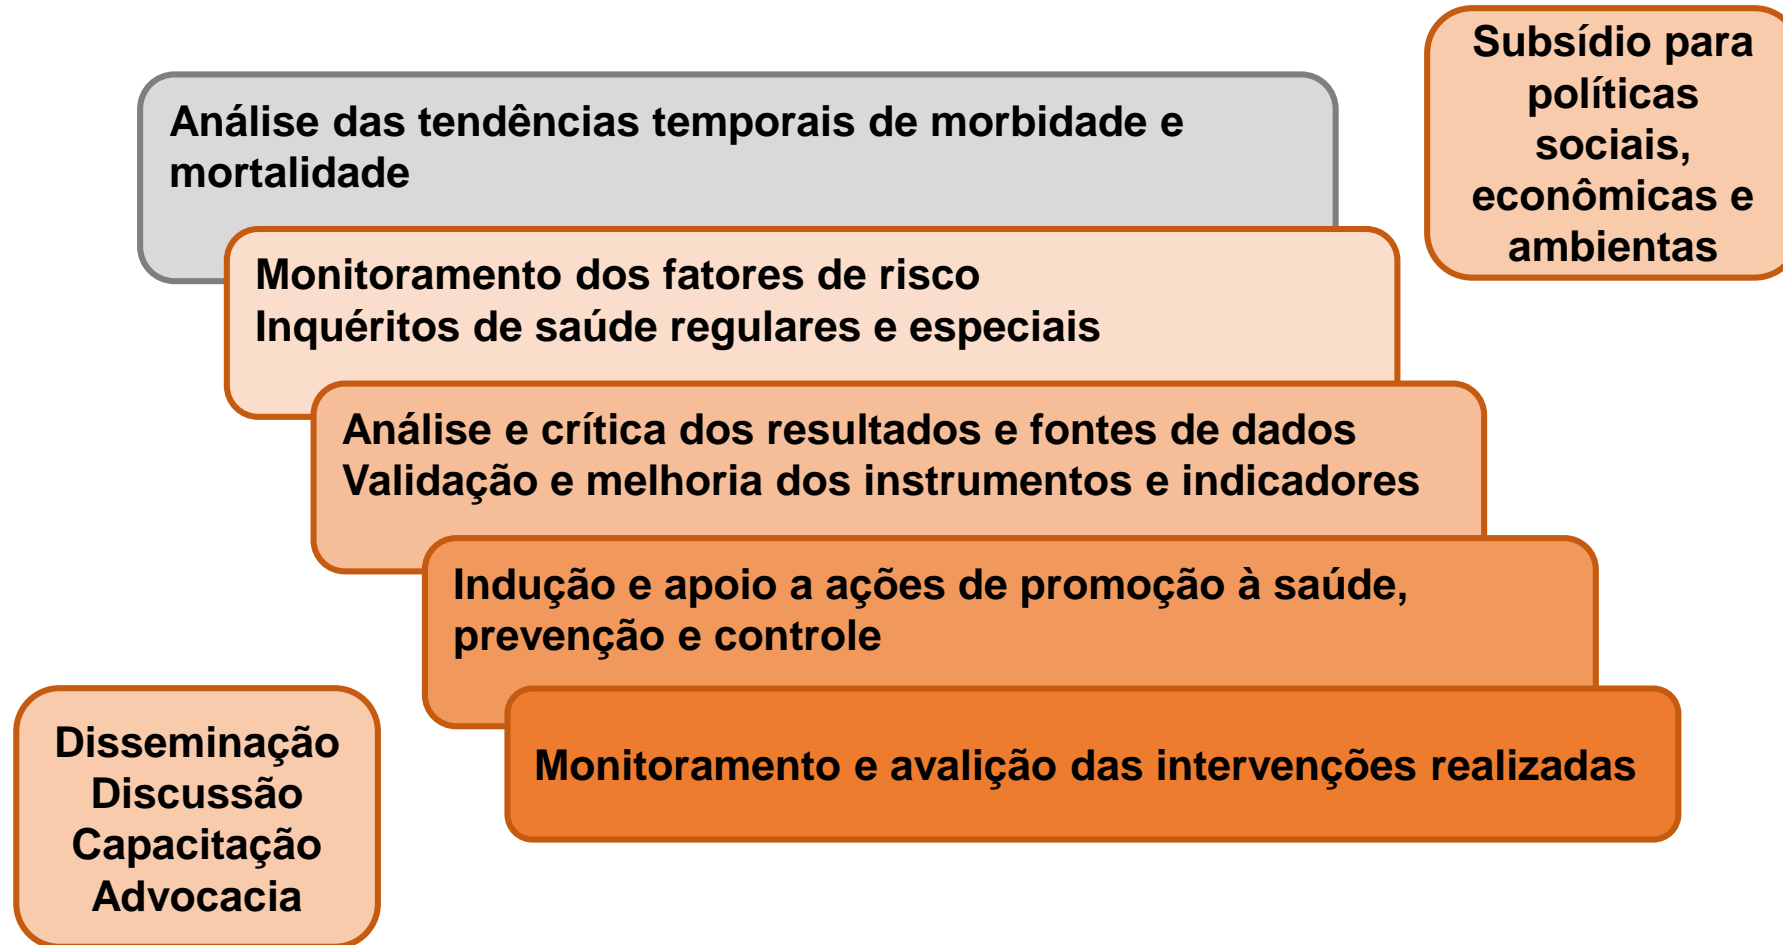 Subsídio para
políticas
sociais,
econômicas e
ambientas
Análise das tendências temporais de morbidade e
mortalidade
Monitoramento dos fatores de risco
Inquéritos de saúde regulares e especiais
Análise e crítica dos resultados e fontes de dados
Validação e melhoria dos instrumentos e indicadores
Indução e apoio a ações de promoção à saúde,
prevenção e controle
Monitoramento e avalição das intervenções realizadas
Disseminação
Discussão
Capacitação
Advocacia